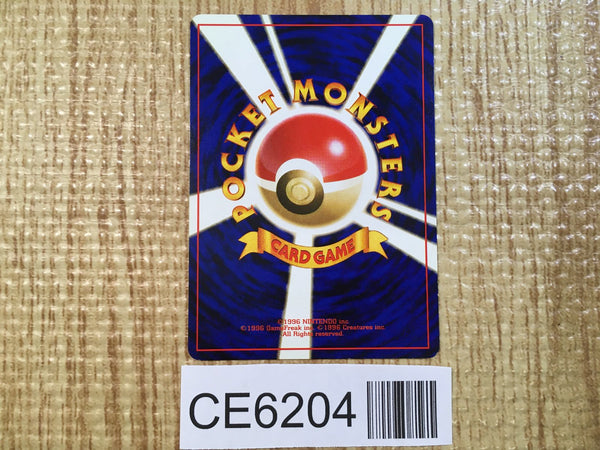 POCKET MONSTERS
CARD GAME
©1996 NINTENDO inc.
©1996 GameFreak inc. ©1996 Creatures inc.
All Rights reserved.
CE6204